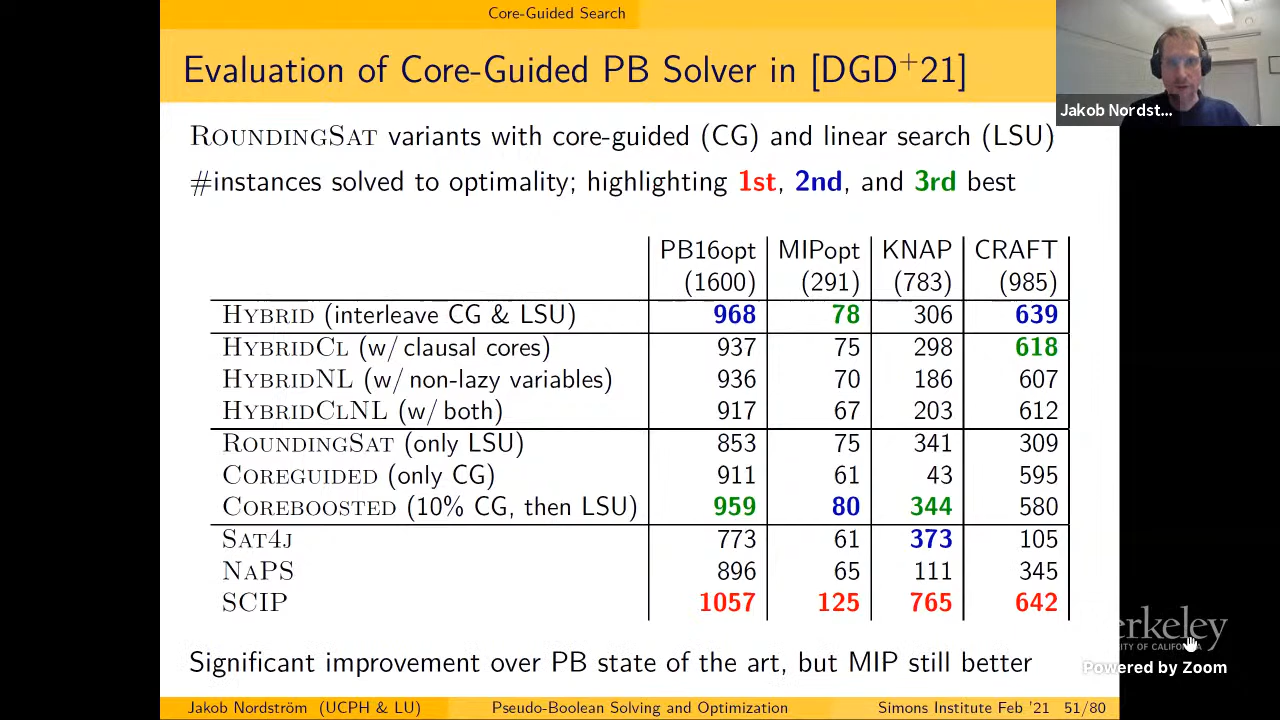 Core-Guided Search
Evaluation of Core-Guided PB Solver in [DGD+21]
Jakob Nordst...
ROUNDINGSAT variants with core-guided (CG) and linear search (LSU)
#instances solved to optimality; highlighting 1st, 2nd, and 3rd best
PB16opt MIPopt KNAP CRAFT
(1600) (291) (783) (985)
HYBRID (interleave CG & LSU) 968 78 306 639
HYBRIDCL (w/ clausal cores) 937 75 298 618
HYBRIDNL (w/ non-lazy variables) 936 70 186 607
HYBRIDCLNL (w/ both) 917 67 203 612
ROUNDINGSAT (only LSU) 853 75 341 309
COREGUIDED (only CG) 911 61 43 595
COREBOOSTED (10% CG, then LSU) 959 80 344 580
SAT4J 773 61 373 105
NAPS 896 65 111 345
SCIP 1057 125 765 642
Significant improvement over PB state of the art, but MIP still better
erkeley
TY OF CALIFORNIA
Powered by Zoom
Jakob Nordström (UCPH & LU) Pseudo-Boolean Solving and Optimization Simons Institute Feb '21 51/80